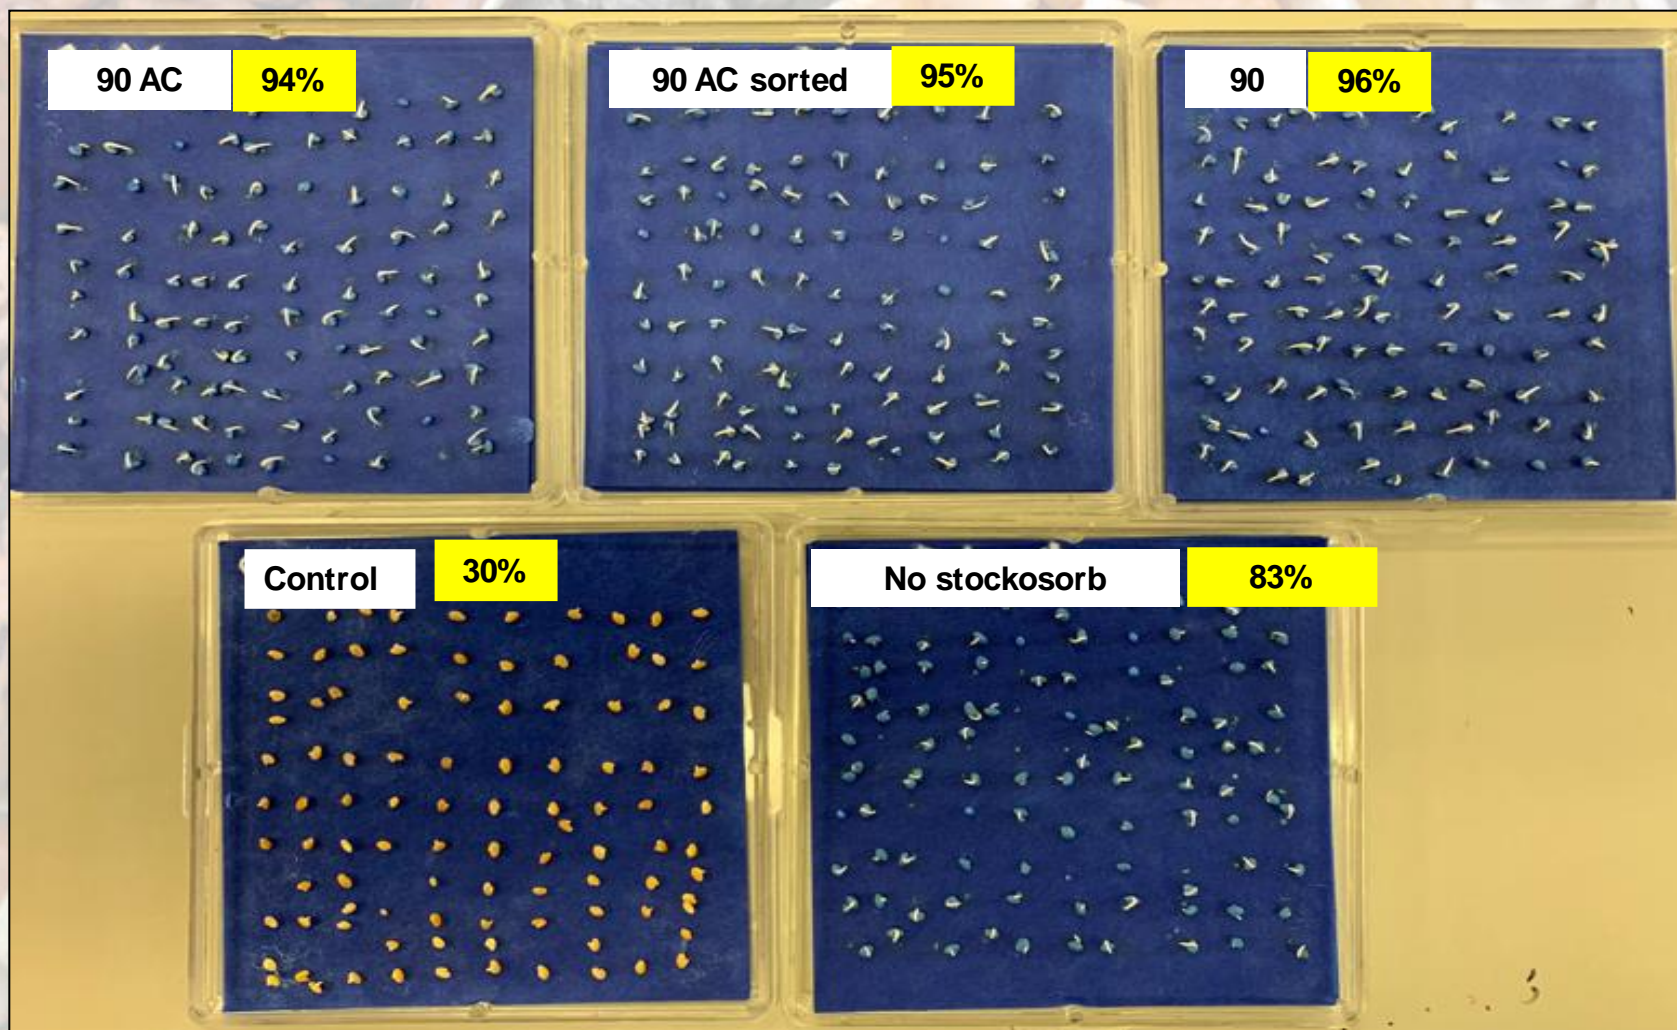 90 AC 94%
90 AC sorted 95%
90 96%
Control 30%
No stockosorb 83%